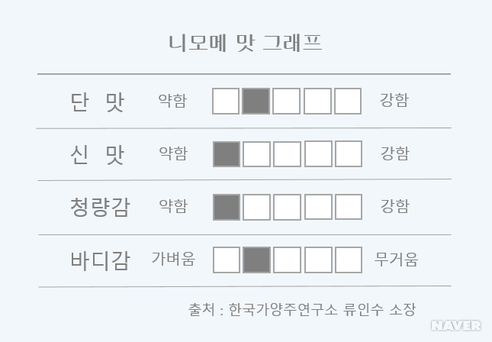 니모메 맛 그래프
단 맛 약함 강함
신 맛 약함 강함
청량감 약함 강함
바디감 가벼움 무거움
출처 : 한국가양주연구소 류인수 소장
NAVER